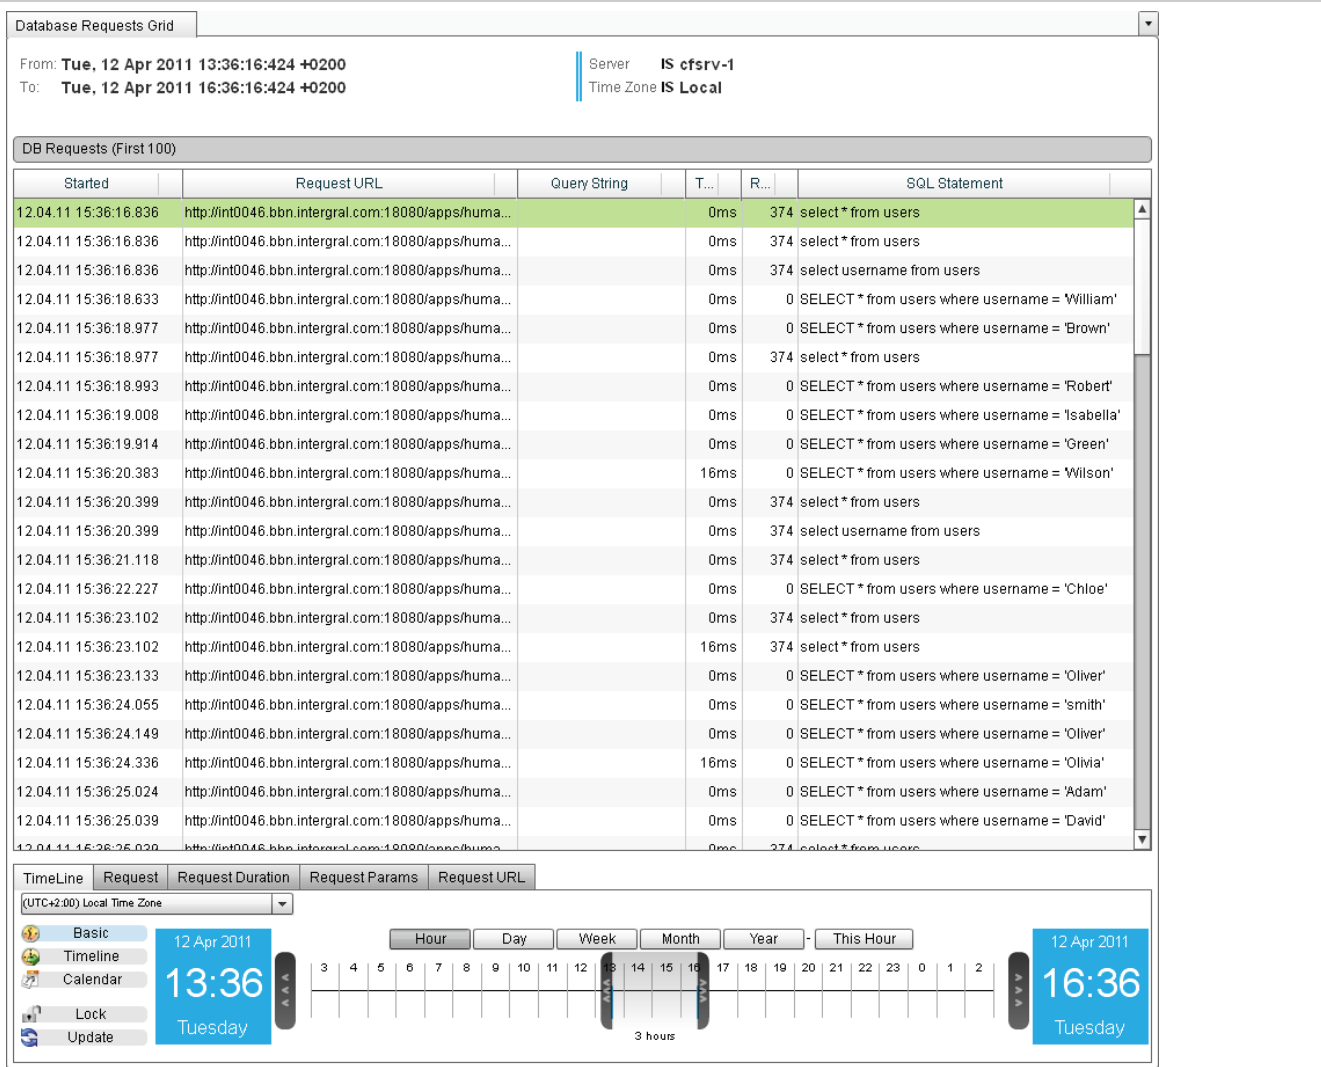 Database Requests Grid
From: Tue, 12 Apr 2011 13:36:16:424 +0200 Server IS cfsrv-1
To: Tue, 12 Apr 2011 16:36:16:424 +0200 Time Zone IS Local
DB Requests (First 100)
Started Request URL Query String T... R... SQL Statement
12.04.11 15:36:16.836 http://int0046.bbn.intergral.com:18080/apps/huma... 0ms 374 select * from users
12.04.11 15:36:16.836 http://int0046.bbn.intergral.com:18080/apps/huma... 0ms 374 select * from users
12.04.11 15:36:16.836 http://int0046.bbn.intergral.com:18080/apps/huma... 0ms 374 select username from users
12.04.11 15:36:18.633 http://int0046.bbn.intergral.com:18080/apps/huma... 0ms 0 SELECT * from users where username = 'William'
12.04.11 15:36:18.977 http://int0046.bbn.intergral.com:18080/apps/huma... 0ms 0 SELECT * from users where username = 'Brown'
12.04.11 15:36:18.977 http://int0046.bbn.intergral.com:18080/apps/huma... 0ms 374 select * from users
12.04.11 15:36:18.993 http://int0046.bbn.intergral.com:18080/apps/huma... 0ms 0 SELECT * from users where username = 'Robert'
12.04.11 15:36:19.008 http://int0046.bbn.intergral.com:18080/apps/huma... 0ms 0 SELECT * from users where username = 'Isabella'
12.04.11 15:36:19.914 http://int0046.bbn.intergral.com:18080/apps/huma... 0ms 0 SELECT * from users where username = 'Green'
12.04.11 15:36:20.383 http://int0046.bbn.intergral.com:18080/apps/huma... 16ms 0 SELECT * from users where username = 'Wilson'
12.04.11 15:36:20.399 http://int0046.bbn.intergral.com:18080/apps/huma... 0ms 374 select * from users
12.04.11 15:36:20.399 http://int0046.bbn.intergral.com:18080/apps/huma... 0ms 374 select username from users
12.04.11 15:36:21.118 http://int0046.bbn.intergral.com:18080/apps/huma... 0ms 374 select * from users
12.04.11 15:36:22.227 http://int0046.bbn.intergral.com:18080/apps/huma... 0ms 0 SELECT * from users where username = 'Chloe'
12.04.11 15:36:23.102 http://int0046.bbn.intergral.com:18080/apps/huma... 0ms 374 select * from users
12.04.11 15:36:23.102 http://int0046.bbn.intergral.com:18080/apps/huma... 16ms 374 select * from users
12.04.11 15:36:23.133 http://int0046.bbn.intergral.com:18080/apps/huma... 0ms 0 SELECT * from users where username = 'Oliver'
12.04.11 15:36:24.055 http://int0046.bbn.intergral.com:18080/apps/huma... 0ms 0 SELECT * from users where username = 'smith'
12.04.11 15:36:24.149 http://int0046.bbn.intergral.com:18080/apps/huma... 0ms 0 SELECT * from users where username = 'Oliver'
12.04.11 15:36:24.336 http://int0046.bbn.intergral.com:18080/apps/huma... 16ms 0 SELECT * from users where username = 'Olivia'
12.04.11 15:36:25.024 http://int0046.bbn.intergral.com:18080/apps/huma... 0ms 0 SELECT * from users where username = 'Adam'
12.04.11 15:36:25.039 http://int0046.bbn.intergral.com:18080/apps/huma... 0ms 0 SELECT * from users where username = 'David'
TimeLine Request Request Duration Request Params Request URL
(UTC+2:00) Local Time Zone
Basic
Timeline
Calendar
Lock
Update
12 Apr 2011
13:36
Tuesday
Hour Day Week Month Year - This Hour
3 4 5 6 7 8 9 10 11 12 13 14 15 16 17 18 19 20 21 22 23 0 1 2
3 hours
12 Apr 2011
16:36
Tuesday